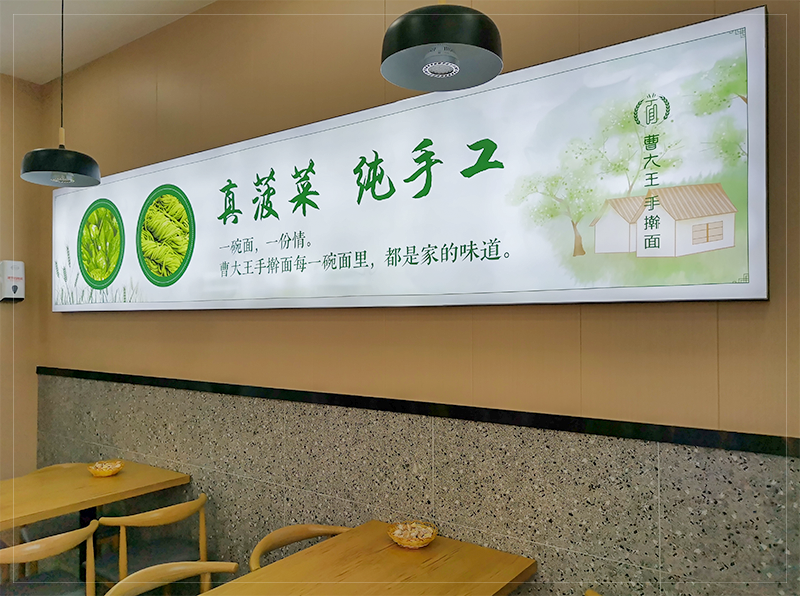 真菠菜 纯手工
一碗面，一份情。
曹大王手擀面每一碗面里，都是家的味道。
面
曹大王手擀面